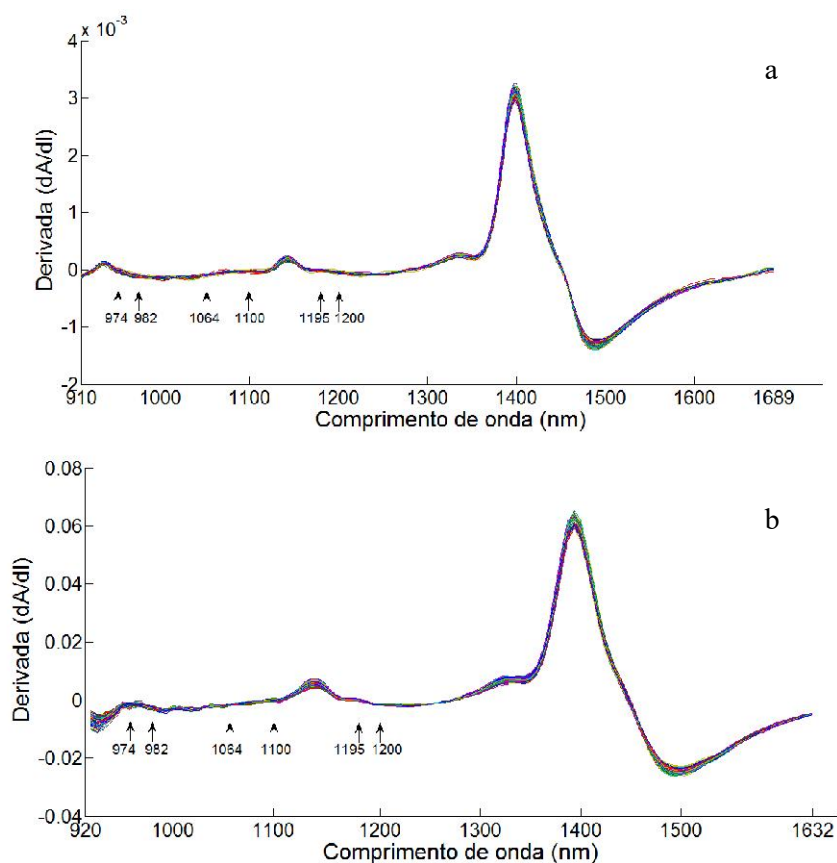 x 10⁻³
a
4
3
2
1
0
-1
-2
Derivada (dA/dl)
974 982 1064 1100 1195 1200
910 1000 1100 1200 1300 1400 1500 1600 1689
Comprimento de onda (nm)
b
0.08
0.06
0.04
0.02
0
-0.02
-0.04
Derivada (dA/dl)
974 982 1064 1100 1195 1200
920 1000 1100 1200 1300 1400 1500 1632
Comprimento de onda (nm)